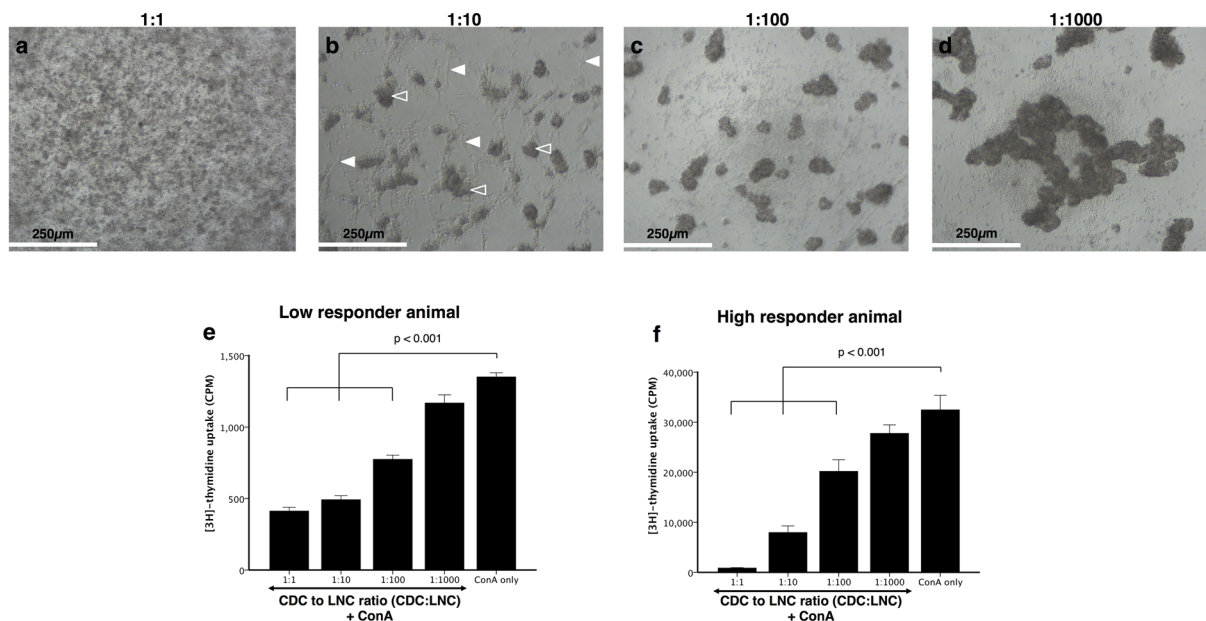 1:1
1:10
1:100
1:1000
a
b
c
d
250μm
250μm
250μm
250μm
e
Low responder animal
p < 0.001
[3H]-thymidine uptake (CPM)
1,500
1,000
500
0
1:1
1:10
1:100
1:1000
ConA only
CDC to LNC ratio (CDC:LNC)
+ ConA
f
High responder animal
p < 0.001
[3H]-thymidine uptake (CPM)
40,000
30,000
20,000
10,000
0
1:1
1:10
1:100
1:1000
ConA only
CDC to LNC ratio (CDC:LNC)
+ ConA